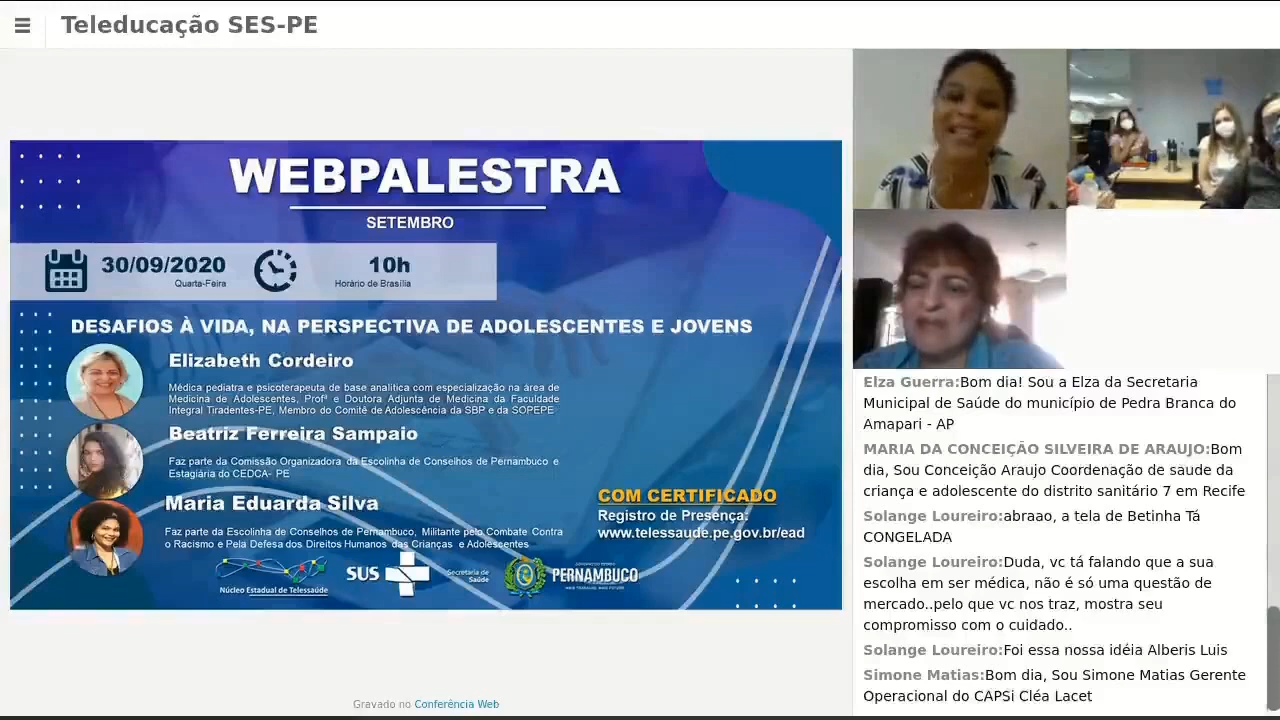 Teleducação SES-PE
WEBPALESTRA
SETEMBRO
30/09/2020
Quarta-Feira
10h
Horário de Brasília
DESAFIOS À VIDA, NA PERSPECTIVA DE ADOLESCENTES E JOVENS
Elizabeth Cordeiro
Médica pediatra e psicoterapeuta de base analítica com especialização na área de
Medicina de Adolescentes, Profª e Doutora Adjunta de Medicina da Faculdade
Integral Tiradentes-PE, Membro do Comitê de Adolescência da SBP e da SOPEPE
Beatriz Ferreira Sampaio
Faz parte da Comissão Organizadora da Escolinha de Conselhos de Pernambuco e
Estagiária do CEDCA- PE
Maria Eduarda Silva
Faz parte da Escolinha de Conselhos de Pernambuco, Militante pelo Combate Contra
o Racismo e Pela Defesa dos Direitos Humanos das Crianças e Adolescentes
COM CERTIFICADO
Registro de Presença:
www.telessaude.pe.gov.br/ead
Núcleo Estadual de Telessaúde
SUS
Secretaria de
Saúde
PERNAMBUCO
Gravado no Conferência Web
Elza Guerra:Bom dia! Sou a Elza da Secretaria
Municipal de Saúde do município de Pedra Branca do
Amapari - AP
MARIA DA CONCEIÇÃO SILVEIRA DE ARAUJO:Bom
dia, Sou Conceição Araujo Coordenação de saude da
criança e adolescente do distrito sanitário 7 em Recife
Solange Loureiro:abraao, a tela de Betinha Tá
CONGELADA
Solange Loureiro:Duda, vc tá falando que a sua
escolha em ser médica, não é só uma questão de
mercado..pelo que vc nos traz, mostra seu
compromisso com o cuidado..
Solange Loureiro:Foi essa nossa idéia Alberis Luis
Simone Matias:Bom dia, Sou Simone Matias Gerente
Operacional do CAPSi Cléa Lacet